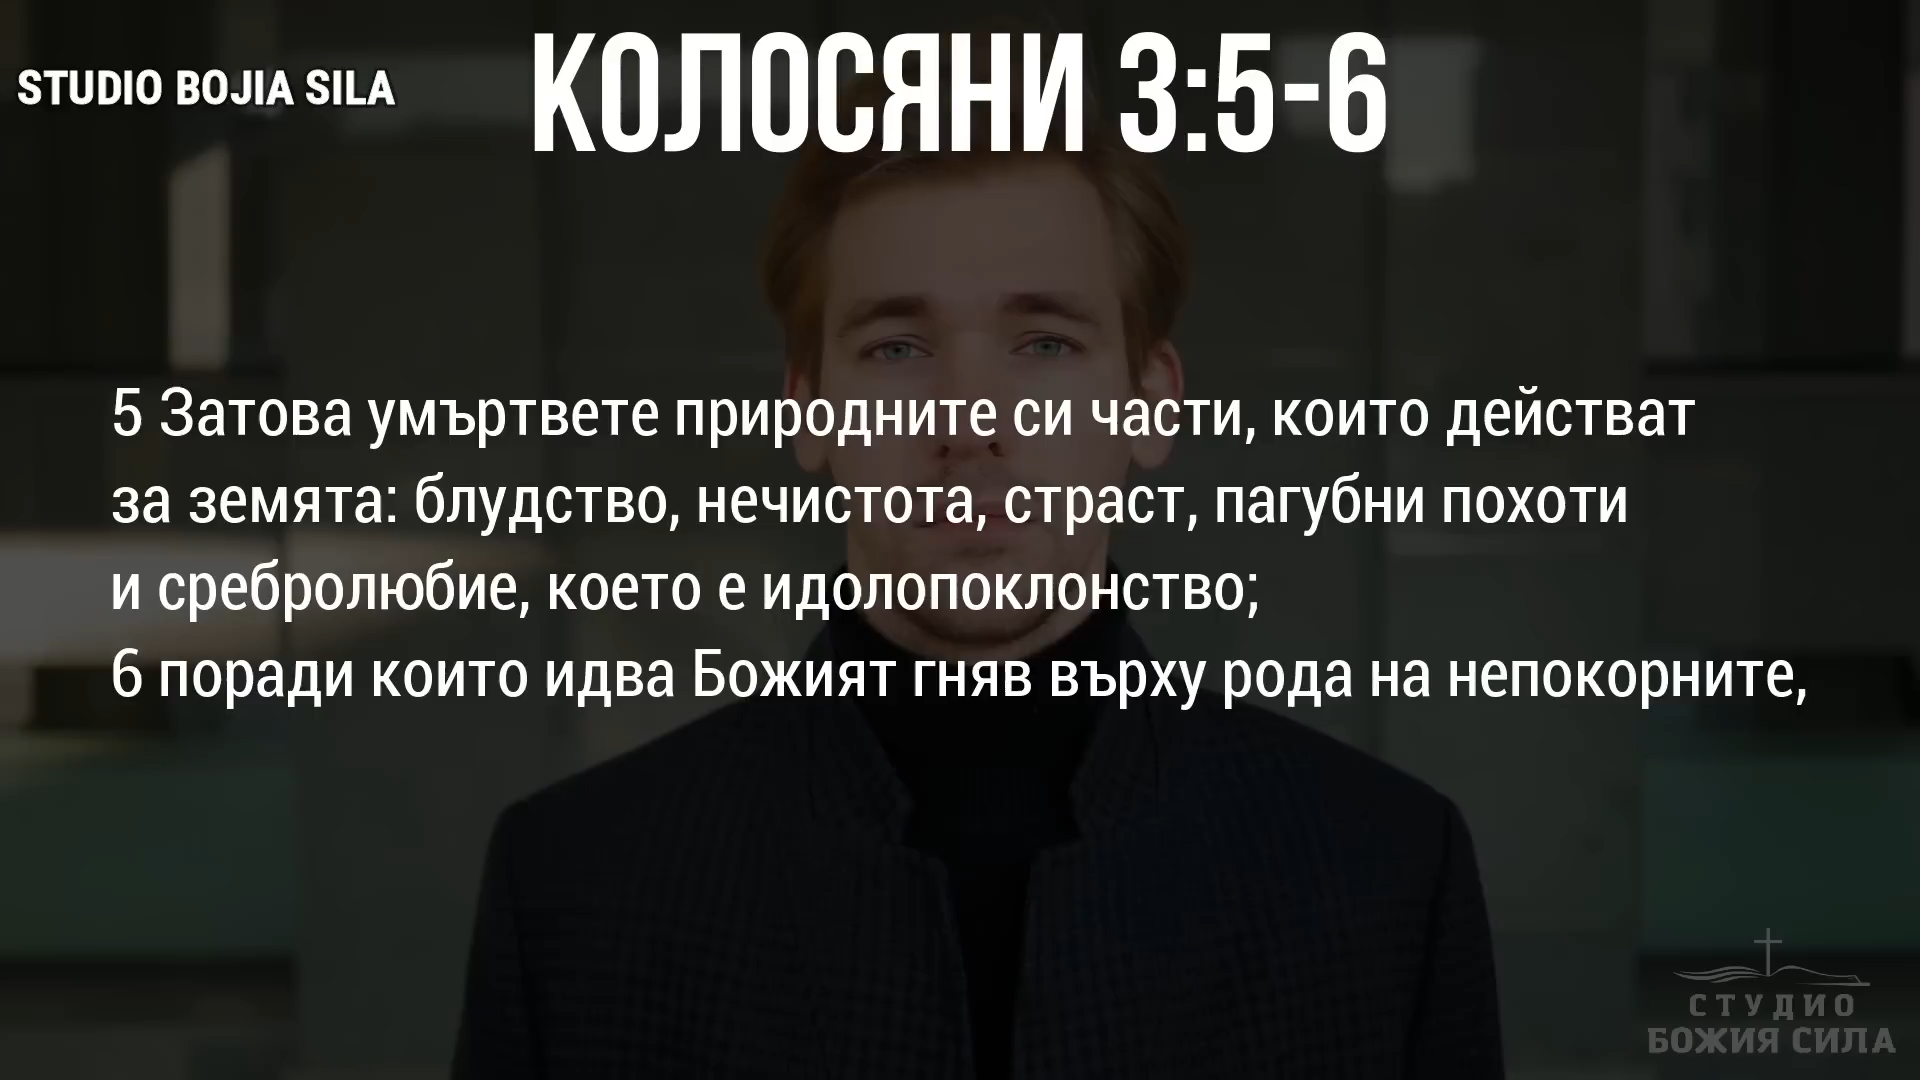 КОЛОСЯНИ 3:5-6
STUDIO BOJIA SILA
5 Затова умъртвете природните си части, които действат
за земята: блудство, нечистота, страст, пагубни похоти
и сребролюбие, което е идолопоклонство;
6 поради които идва Божият гняв върху рода на непокорните,
СТУДИО
БОЖИЯ СИЛА